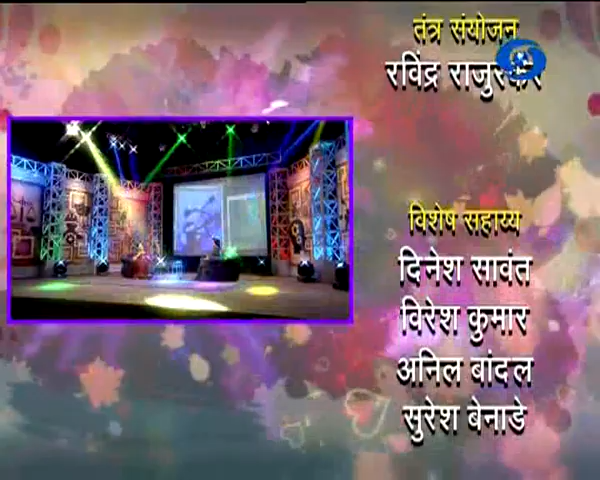 तंत्र संयोजन
रविंद्र राजुरकर
विशेष सहाय्य
दिनेश सावंत
विरेश कुमार
अनिल बांदल
सुरेश बेनाडे